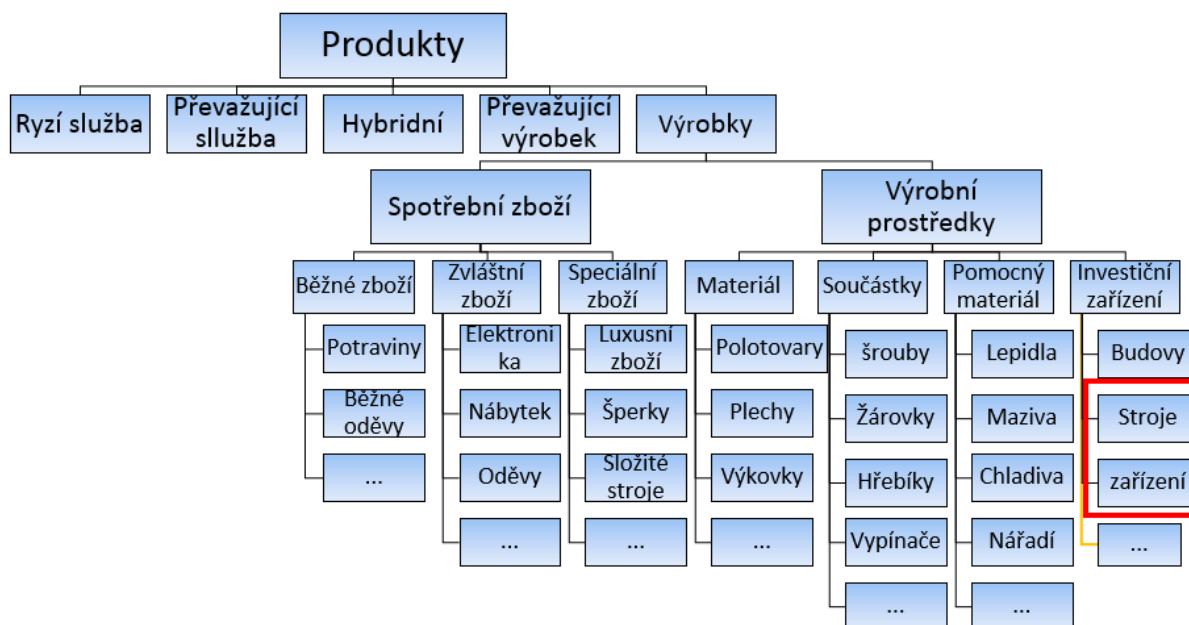 Produkty
Ryzí služba
Převažující
sllužba
Hybridní
Převažující
výrobek
Výrobky
Spotřební zboží
Výrobní
prostředky
Běžné zboží
Zvláštní
zboží
Speciální
zboží
Materiál
Součástky
Pomocný
materiál
Investiční
zařízení
Potraviny
Běžné
oděvy
...
Elektroni
ka
Nábytek
Oděvy
...
Luxusní
zboží
Šperky
Složité
stroje
...
Polotovary
Plechy
Výkovky
...
šrouby
Žárovky
Hřebíky
Vypínače
...
Lepidla
Maziva
Chladiva
Nářadí
...
Budovy
Stroje
zařízení
...